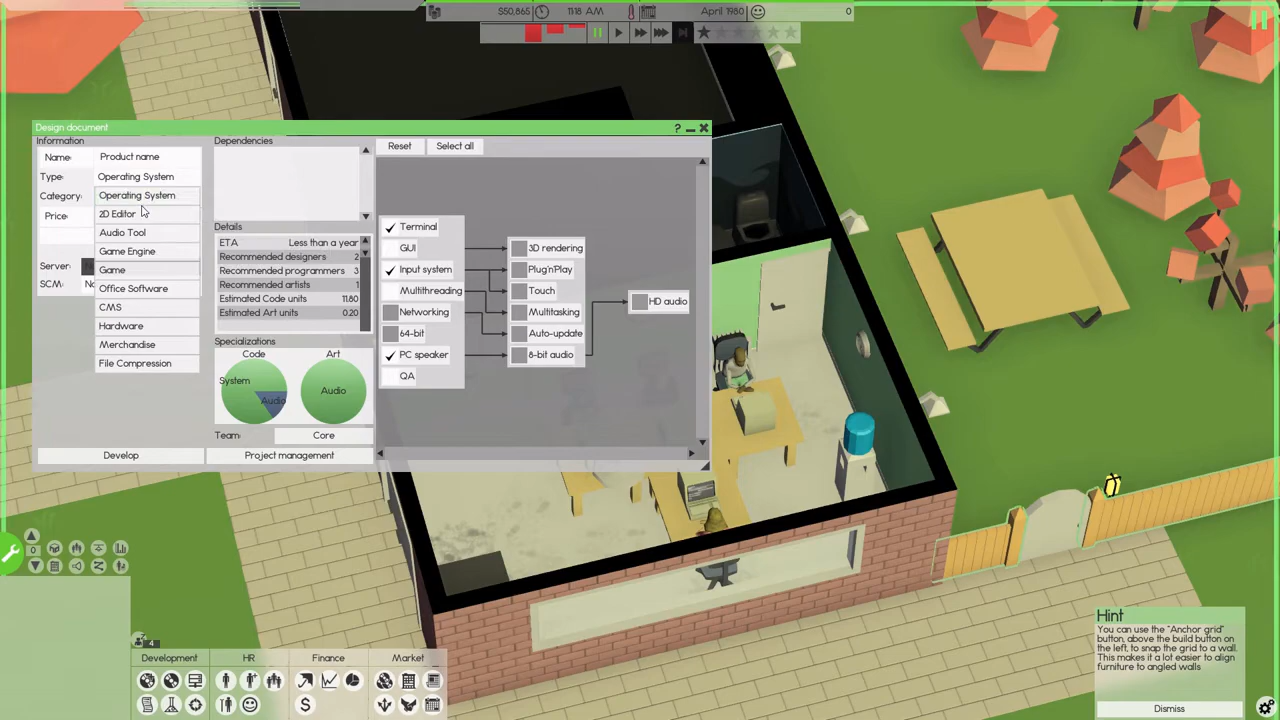 $50,865
11:18 AM
April 1980
0
Design document
? 
Information
Name:
Product name
Type:
Operating System
Category:
Operating System
Price:
2D Editor
Audio Tool
Game Engine
Game
Office Software
CMS
Hardware
Merchandise
File Compression
Server:
SCM:
Develop
Dependencies
Details
ETA Less than a year
Recommended designers 2
Recommended programmers 3
Recommended artists 1
Estimated Code units 11.80
Estimated Art units 0.20
Specializations
Code Art
System
Audio
Audio
Team: Core
Project management
Reset Select all
Terminal
GUI
Input system
Multithreading
Networking
64-bit
PC speaker
QA
3D rendering
Plug'n'Play
Touch
Multitasking
Auto-update
8-bit audio
HD audio
0
4
Development HR Finance Market
$
Hint
You can use the "Anchor grid"
button, above the build button on
the left, to snap the grid to a wall.
This makes it a lot easier to align
furniture to angled walls
Dismiss